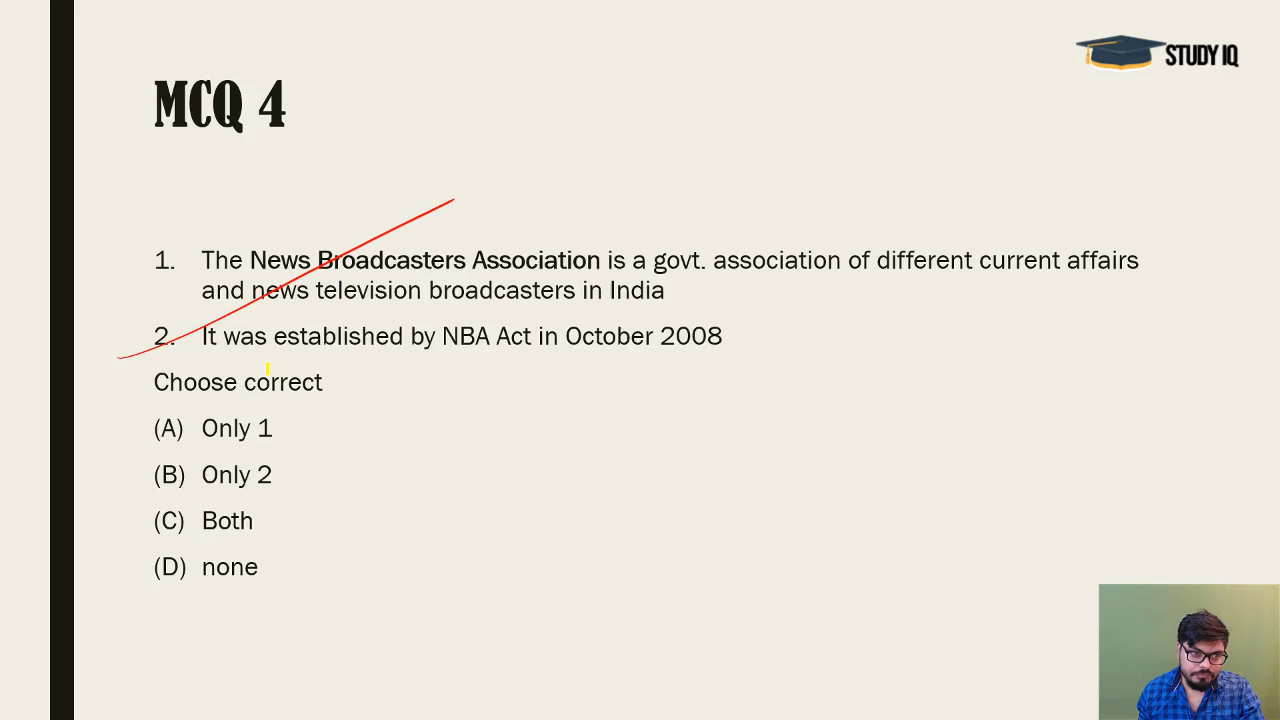 STUDY IQ
MCQ 4
1. The News Broadcasters Association is a govt. association of different current affairs
and news television broadcasters in India
2. It was established by NBA Act in October 2008
Choose correct
(A) Only 1
(B) Only 2
(C) Both
(D) none